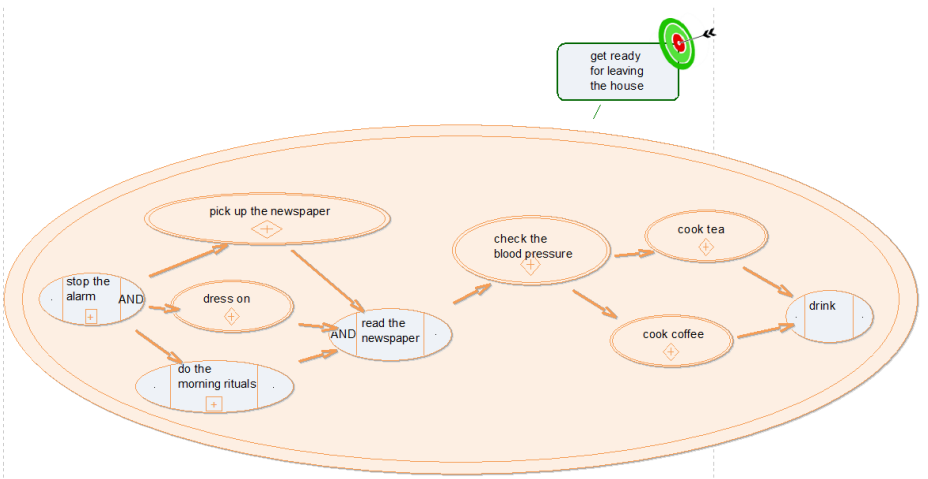 get ready
for leaving
the house
pick up the newspaper
stop the
alarm
AND
dress on
do the
morning rituals
AND
read the
newspaper
check the
blood pressure
cook tea
cook coffee
drink